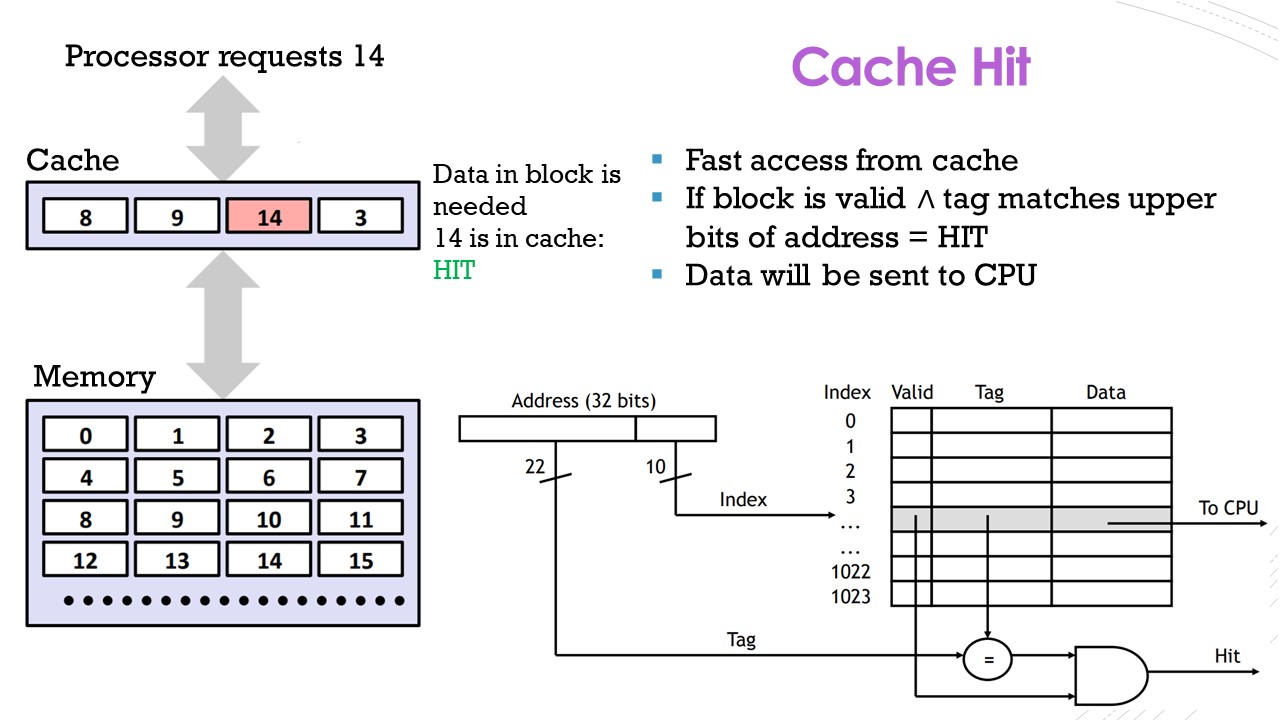 Processor requests 14
Cache Hit
Cache
8 9 14 3
Data in block is
needed
14 is in cache:
HIT
▪ Fast access from cache
▪ If block is valid ∧ tag matches upper
bits of address = HIT
▪ Data will be sent to CPU
Memory
0 1 2 3
4 5 6 7
8 9 10 11
12 13 14 15
Address (32 bits)
22 10
Index
Index Valid Tag Data
0
1
2
3
...
...
1022
1023
To CPU
Tag
=
Hit